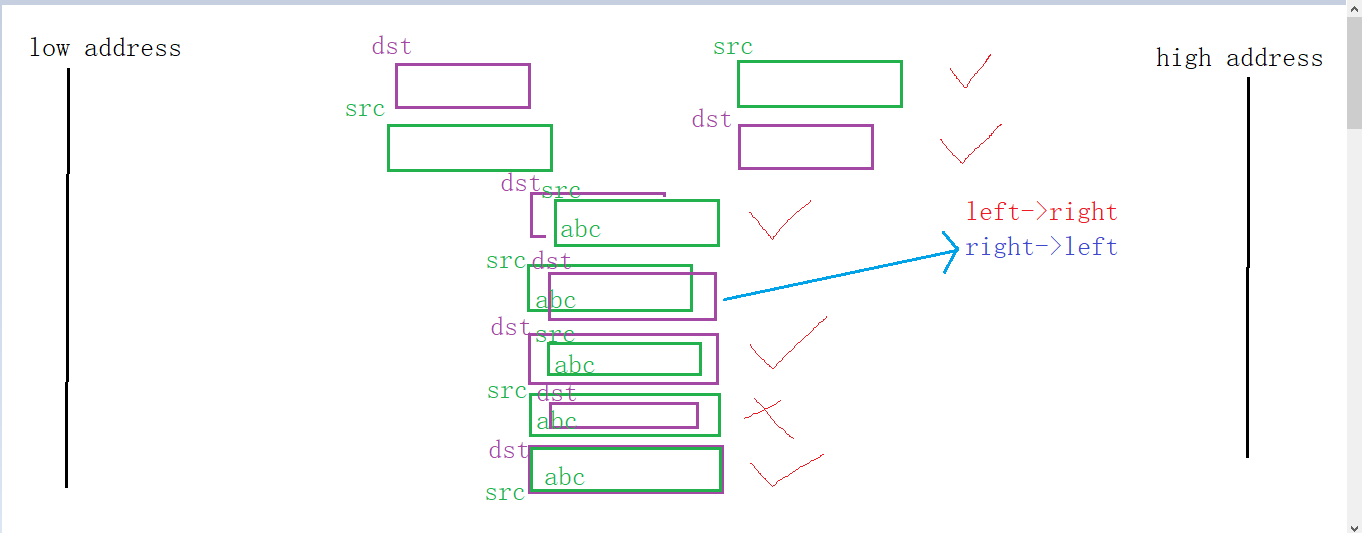 low address
dst
src
high address
src
dst
dst
src
abc
left->right
right->left
src
dst
abc
dst
src
abc
src
dst
abc
dst
abc
src